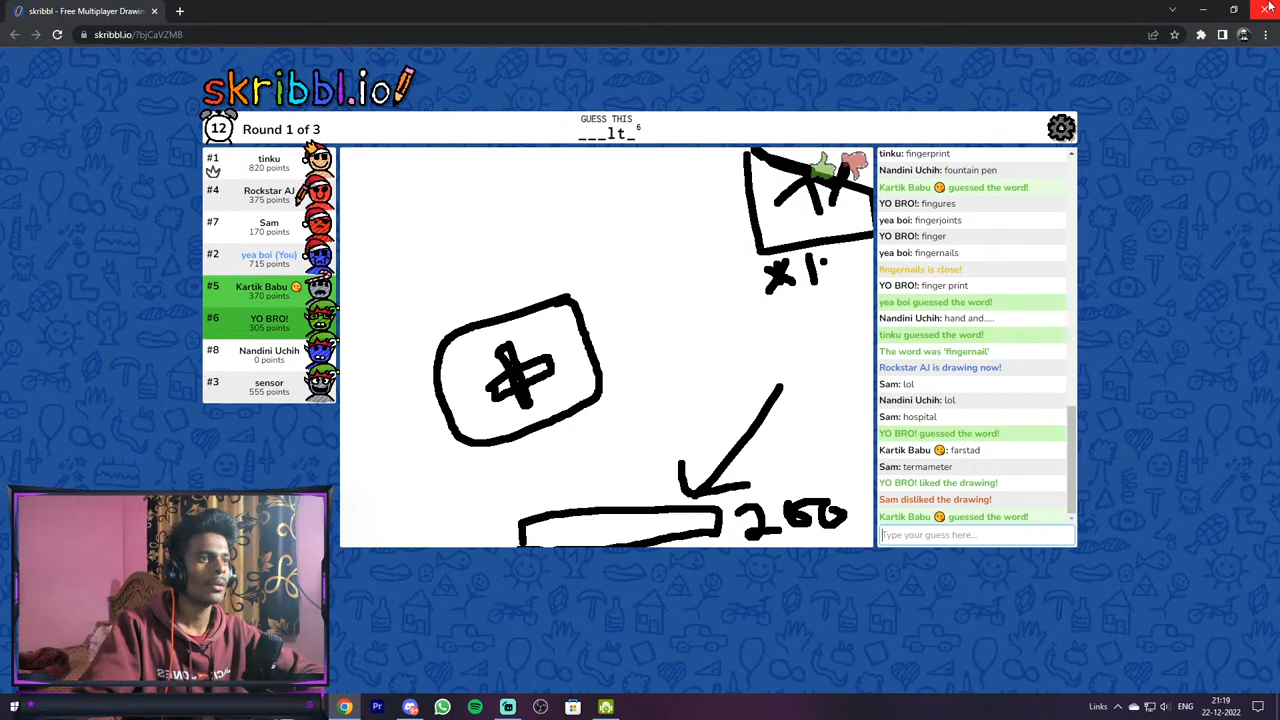 skribbl - Free Multiplayer Drawin
skribbl.io/?bjCaVZMB
skribbl.io
12
Round 1 of 3
GUESS THIS
___lt_ 6
#1
tinku
820 points
#4
Rockstar AJ
375 points
#7
Sam
170 points
#2
yea boi (You)
715 points
#5
Kartik Babu 😋
370 points
#6
YO BRO!
305 points
#8
Nandini Uchih
0 points
#3
sensor
555 points
x1
200
tinku: fingerprint
Nandini Uchih: fountain pen
Kartik Babu 😋 guessed the word!
YO BRO!: fingures
yea boi: fingerjoints
YO BRO!: finger
yea boi: fingernails
fingernails is close!
YO BRO!: finger print
yea boi guessed the word!
Nandini Uchih: hand and.....
tinku guessed the word!
The word was 'fingernail'
Rockstar AJ is drawing now!
Sam: lol
Nandini Uchih: lol
Sam: hospital
YO BRO! guessed the word!
Kartik Babu 😋: farstad
Sam: termameter
YO BRO! liked the drawing!
Sam disliked the drawing!
Kartik Babu 😋 guessed the word!
Type your guess here...
Links
ENG
21:19
22-12-2022